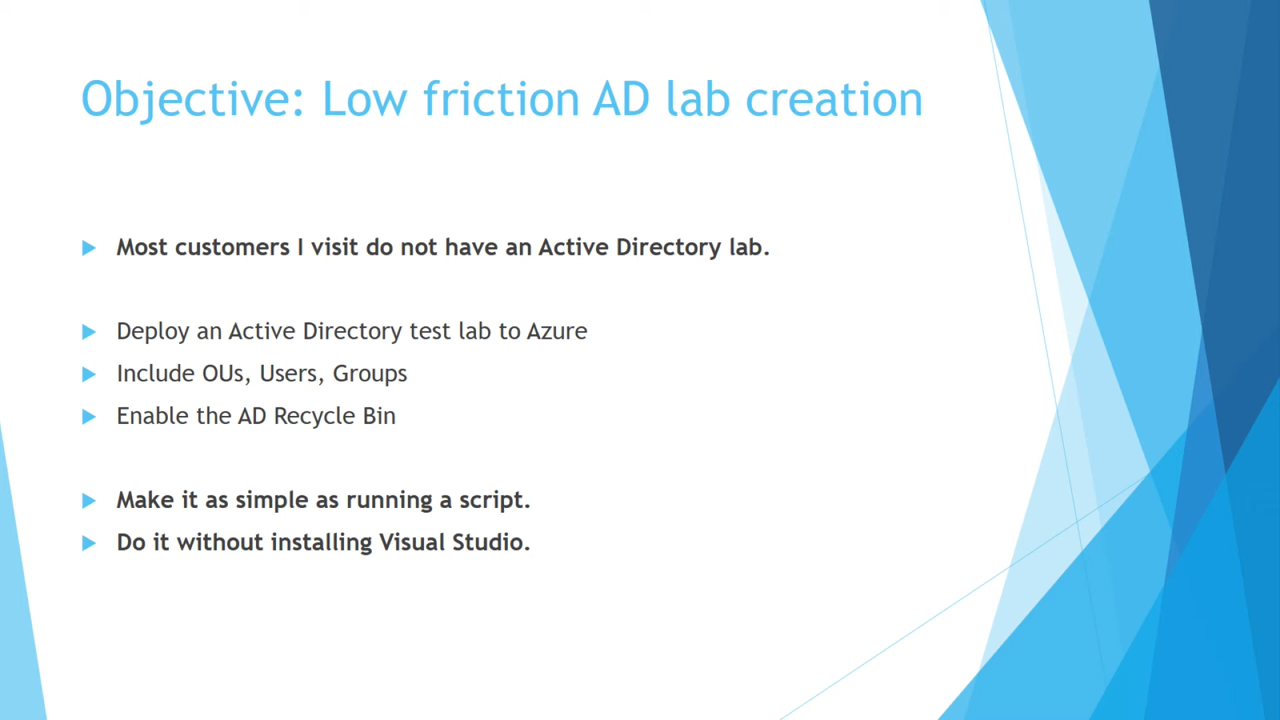 Objective: Low friction AD lab creation
Most customers I visit do not have an Active Directory lab.
Deploy an Active Directory test lab to Azure
Include OUs, Users, Groups
Enable the AD Recycle Bin
Make it as simple as running a script.
Do it without installing Visual Studio.